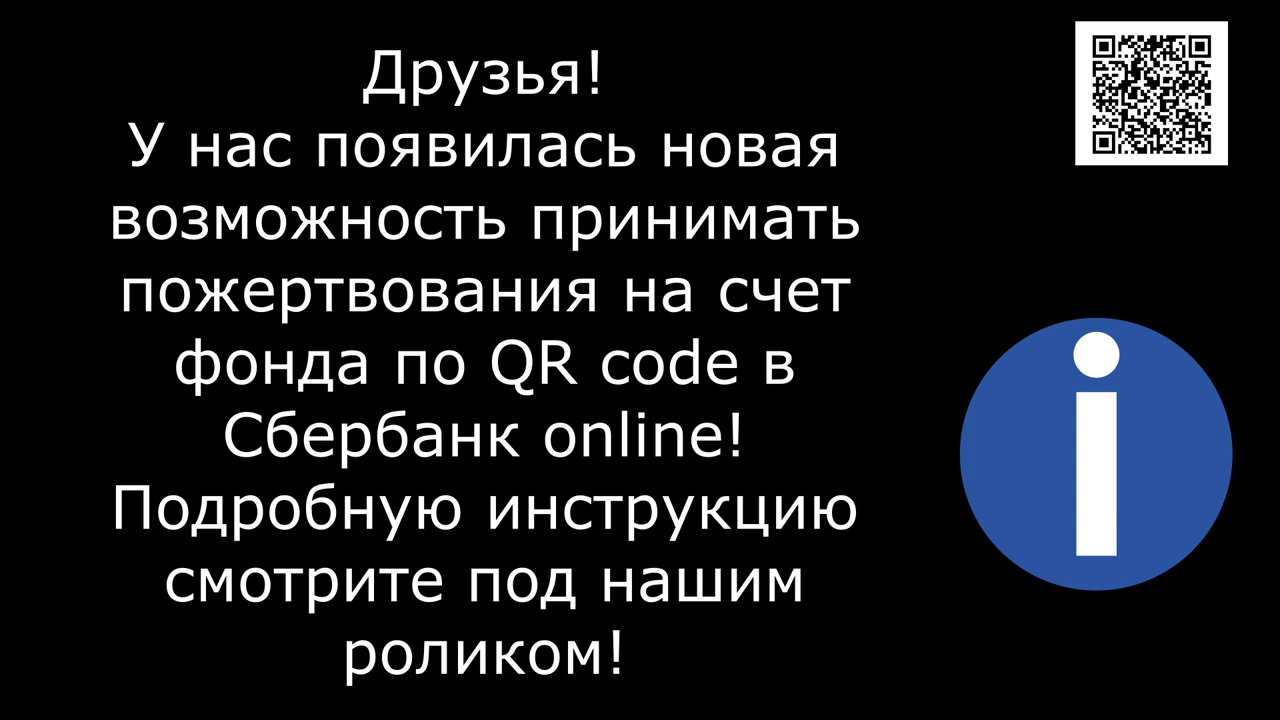 Друзья!
У нас появилась новая
возможность принимать
пожертвования на счет
фонда по QR code в
Сбербанк online!
Подробную инструкцию
смотрите под нашим
роликом!
i